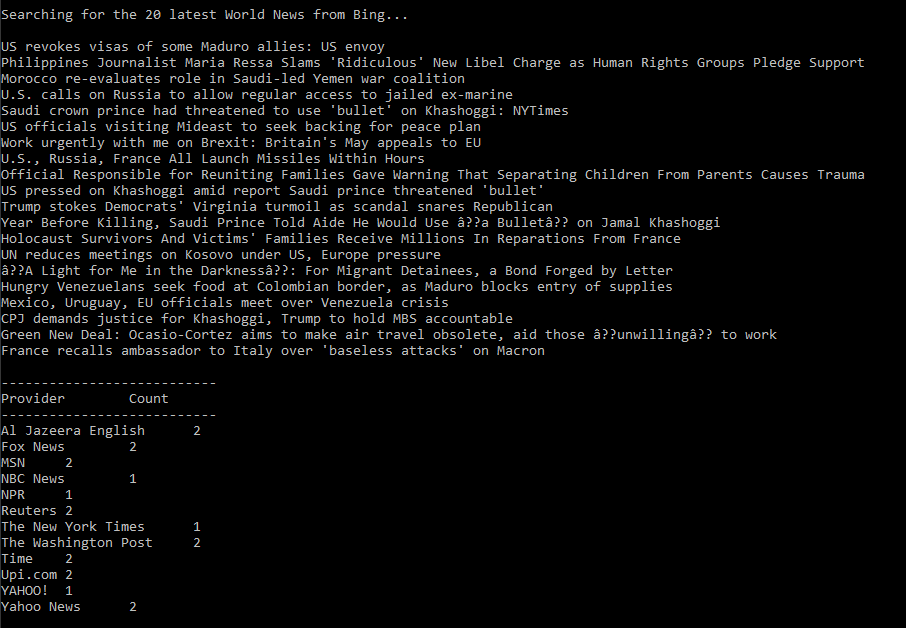 Searching for the 20 latest World News from Bing...
US revokes visas of some Maduro allies: US envoy
Philippines Journalist Maria Ressa Slams 'Ridiculous' New Libel Charge as Human Rights Groups Pledge Support
Morocco re-evaluates role in Saudi-led Yemen war coalition
U.S. calls on Russia to allow regular access to jailed ex-marine
Saudi crown prince had threatened to use 'bullet' on Khashoggi: NYTimes
US officials visiting Mideast to seek backing for peace plan
Work urgently with me on Brexit: Britain's May appeals to EU
U.S., Russia, France All Launch Missiles Within Hours
Official Responsible for Reuniting Families Gave Warning That Separating Children From Parents Causes Trauma
US pressed on Khashoggi amid report Saudi prince threatened 'bullet'
Trump stokes Democrats' Virginia turmoil as scandal snares Republican
Year Before Killing, Saudi Prince Told Aide He Would Use â??a Bulletâ?? on Jamal Khashoggi
Holocaust Survivors And Victims' Families Receive Millions In Reparations From France
UN reduces meetings on Kosovo under US, Europe pressure
â??A Light for Me in the Darknessâ??: For Migrant Detainees, a Bond Forged by Letter
Hungry Venezuelans seek food at Colombian border, as Maduro blocks entry of supplies
Mexico, Uruguay, EU officials meet over Venezuela crisis
CPJ demands justice for Khashoggi, Trump to hold MBS accountable
Green New Deal: Ocasio-Cortez aims to make air travel obsolete, aid those â??unwillingâ?? to work
France recalls ambassador to Italy over 'baseless attacks' on Macron
---------------------------
Provider Count
---------------------------
Al Jazeera English 2
Fox News 2
MSN 2
NBC News 1
NPR 1
Reuters 2
The New York Times 1
The Washington Post 2
Time 2
Upi.com 2
YAHOO! 1
Yahoo News 2